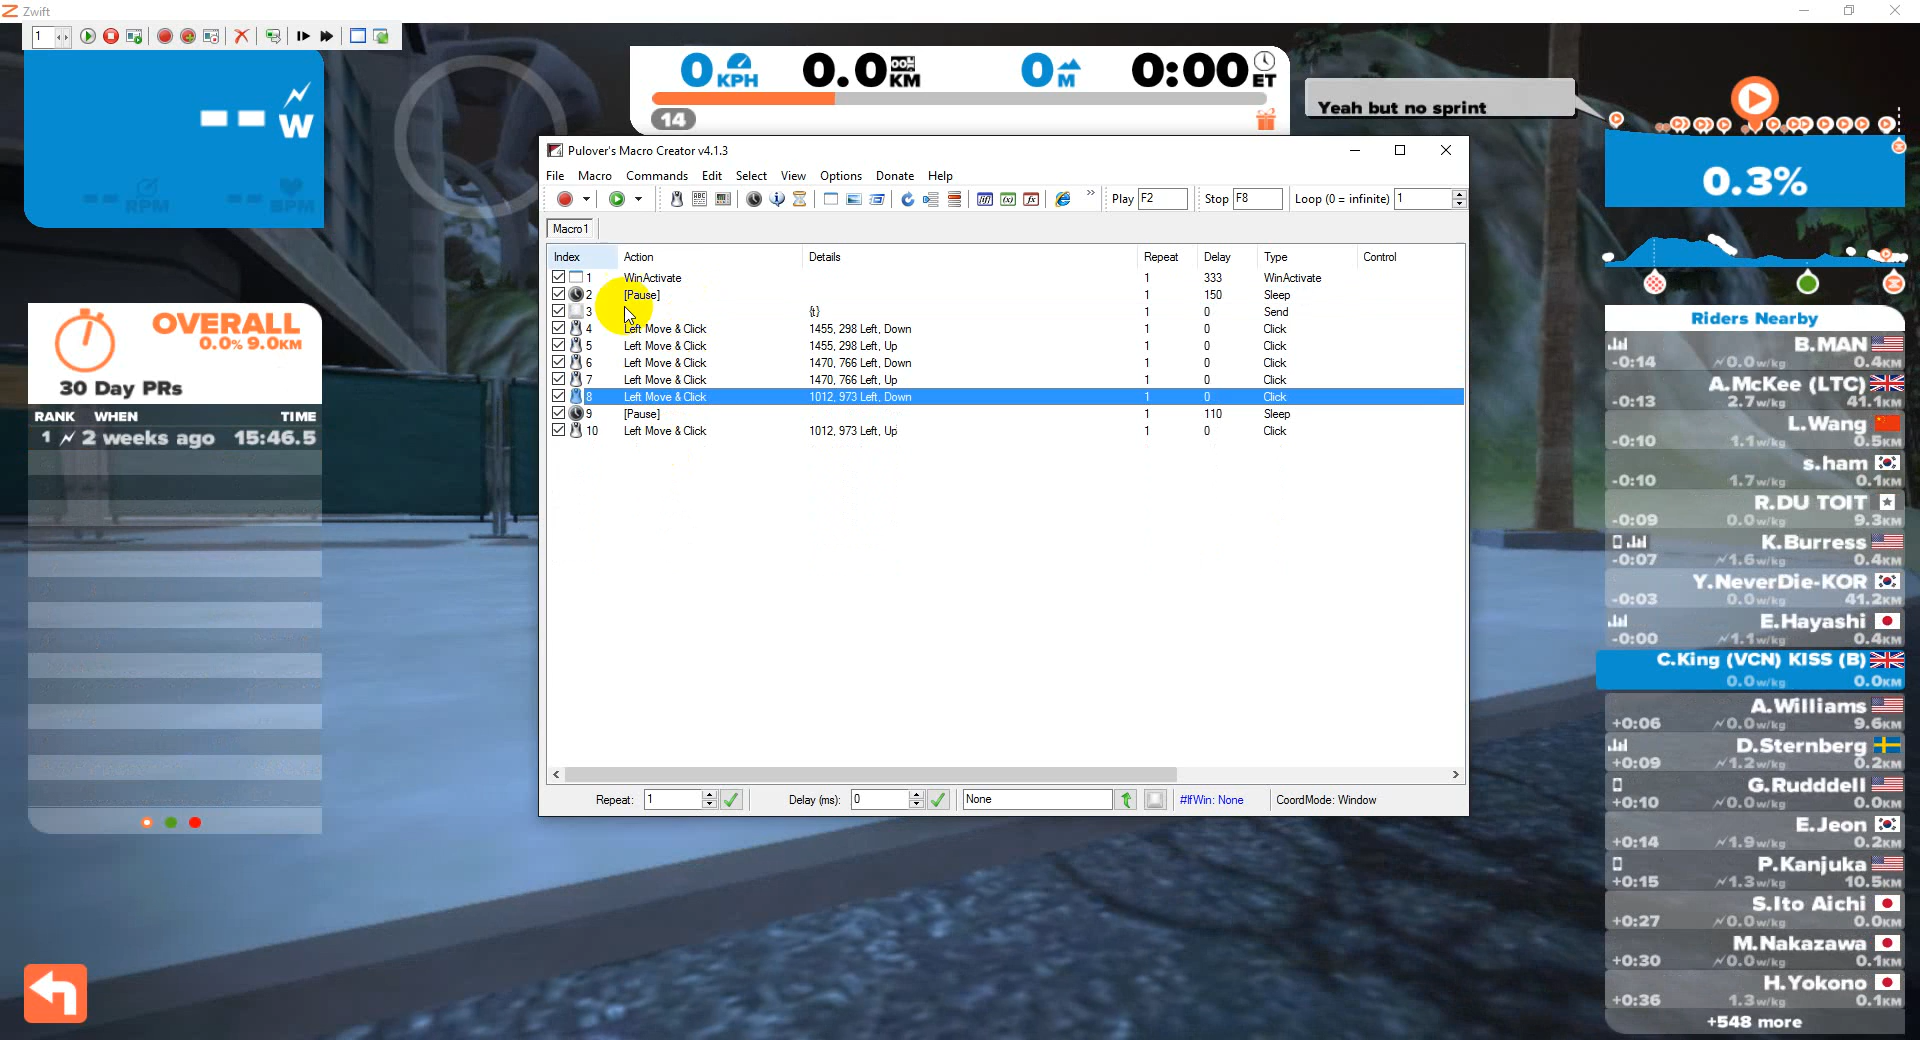 Zwift
1
-- W
-- RPM -- BPM
0 KPH 0.0 KM 0 M 0:00 ET
14
Yeah but no sprint
0.3%
OVERALL
0.0% 9.0KM
30 Day PRs
RANK WHEN TIME
1 2 weeks ago 15:46.5
Pulover's Macro Creator v4.1.3
File Macro Commands Edit Select View Options Donate Help
Play F2 Stop F8 Loop (0 = infinite) 1
Macro1
Index Action Details Repeat Delay Type Control
1 WinActivate 1 333 WinActivate
2 [Pause] 1 150 Sleep
3 {t} 1 0 Send
4 Left Move & Click 1455, 298 Left, Down 1 0 Click
5 Left Move & Click 1455, 298 Left, Up 1 0 Click
6 Left Move & Click 1470, 766 Left, Down 1 0 Click
7 Left Move & Click 1470, 766 Left, Up 1 0 Click
8 Left Move & Click 1012, 973 Left, Down 1 0 Click
9 [Pause] 1 110 Sleep
10 Left Move & Click 1012, 973 Left, Up 1 0 Click
Repeat: 1 Delay (ms): 0 None #IfWin: None CoordMode: Window
Riders Nearby
B.MAN
-0:14 0.0w/kg 0.4KM
A.McKee (LTC)
-0:13 2.7w/kg 41.1KM
L.Wang
-0:10 1.1w/kg 0.5KM
s.ham
-0:10 1.7w/kg 0.1KM
R.DU TOIT
-0:09 0.0w/kg 9.3KM
K.Burress
-0:07 1.6w/kg 0.4KM
Y.NeverDie-KOR
-0:03 0.0w/kg 41.2KM
E.Hayashi
-0:00 1.1w/kg 0.4KM
C.King (VCN) KISS (B)
0.0w/kg 0.0KM
A.Williams
+0:06 0.0w/kg 9.6KM
D.Sternberg
+0:09 1.2w/kg 0.2KM
G.Rudddell
+0:10 0.0w/kg 0.0KM
E.Jeon
+0:14 1.9w/kg 0.2KM
P.Kanjuka
+0:15 1.3w/kg 10.5KM
S.Ito Aichi
+0:27 0.0w/kg 0.0KM
M.Nakazawa
+0:30 0.0w/kg 0.1KM
H.Yokono
+0:36 1.3w/kg 0.1KM
+548 more